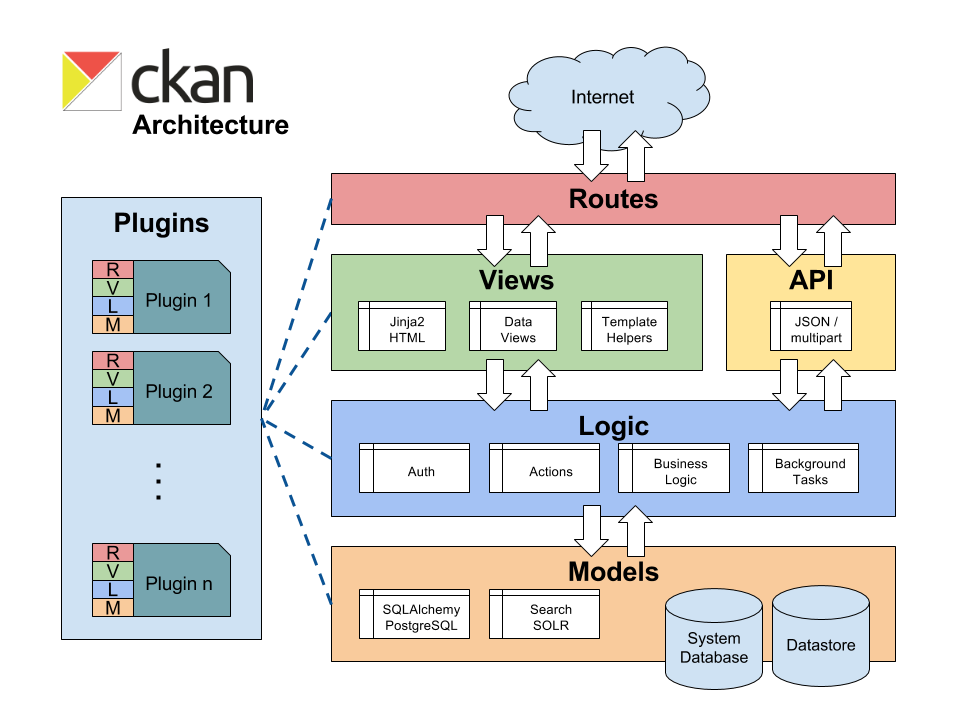 ckan
Architecture
Internet
Routes
Plugins
R
V
L
M
Plugin 1
R
V
L
M
Plugin 2
R
V
L
M
Plugin n
Views
Jinja2
HTML
Data
Views
Template
Helpers
API
JSON /
multipart
Logic
Auth
Actions
Business
Logic
Background
Tasks
Models
SQLAlchemy
PostgreSQL
Search
SOLR
System
Database
Datastore